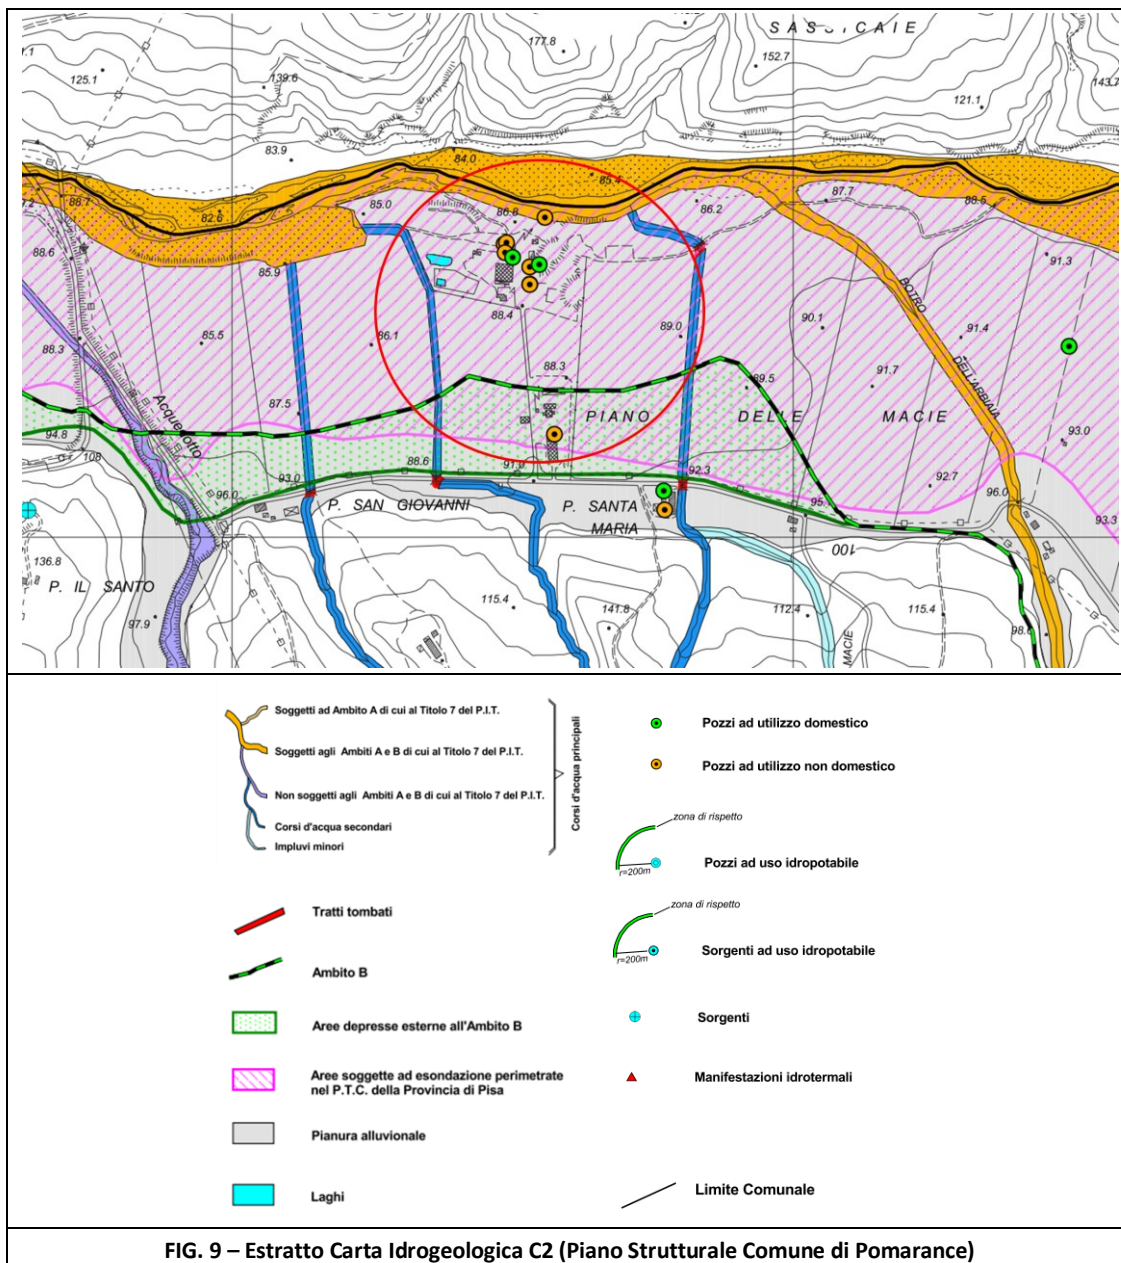 SASSICAIE
177.8
152.7
125.1
139.6
143.7
121.1
83.9
84.0
85.4
88.7
82.6
85.0
86.8
86.2
87.7
88.5
88.6
85.9
91.3
BOTRO
88.4
90.1
91.4
85.5
86.1
89.0
88.3
88.3
DELL'ARBIAIA
91.7
89.5
Acquerotto
87.5
PIANO DELLE MACIE
93.0
94.8
108
88.6
91.0
92.3
92.7
93.0
96.0
95.
96.0
93.3
P. SAN GIOVANNI
P. SANTA
MARIA
100
136.8
P. IL SANTO
115.4
141.8
112.4
115.4
97.9
MACIE
98.6
Soggetti ad Ambito A di cui al Titolo 7 del P.I.T.
Soggetti agli Ambiti A e B di cui al Titolo 7 del P.I.T.
Non soggetti agli Ambiti A e B di cui al Titolo 7 del P.I.T.
Corsi d'acqua secondari
Impluvi minori
Corsi d'acqua principali
Tratti tombati
Ambito B
Aree depresse esterne all'Ambito B
Aree soggette ad esondazione perimetrate
nel P.T.C. della Provincia di Pisa
Pianura alluvionale
Laghi
Pozzi ad utilizzo domestico
Pozzi ad utilizzo non domestico
zona di rispetto
Pozzi ad uso idropotabile
r=200m
zona di rispetto
Sorgenti ad uso idropotabile
r=200m
Sorgenti
Manifestazioni idrotermali
Limite Comunale
FIG. 9 – Estratto Carta Idrogeologica C2 (Piano Strutturale Comune di Pomarance)